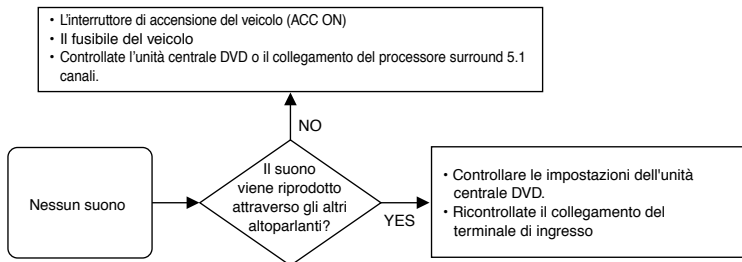 • L'interruttore di accensione del veicolo (ACC ON)
• Il fusibile del veicolo
• Controllate l'unità centrale DVD o il collegamento del processore surround 5.1
canali.
NO
Nessun suono
Il suono
viene riprodotto
attraverso gli altri
altoparlanti?
YES
• Controllare le impostazioni dell'unità
centrale DVD.
• Ricontrollate il collegamento del
terminale di ingresso